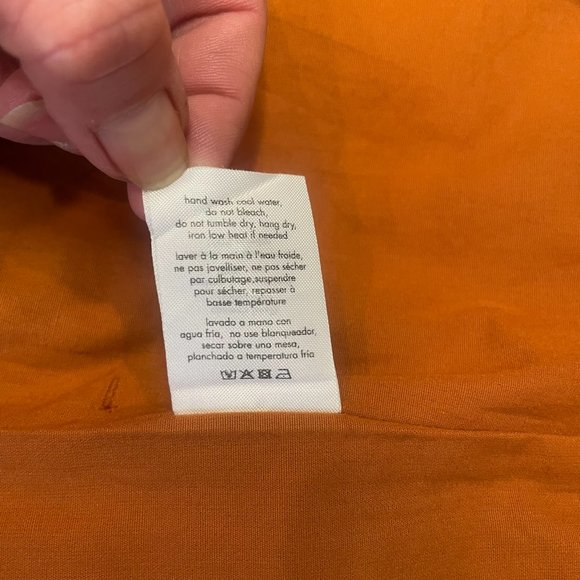 hand wash cool water,
do not bleach,
do not tumble dry, hang dry,
iron low heat if needed
laver à la main à l'eau froide,
ne pas javelliser, ne pas sécher
par culbutage,suspendre
pour sécher, repasser à
basse température
lavado a mano con
agua fria, no use blanqueador,
secar sobre una mesa,
planchado a temperatura fria